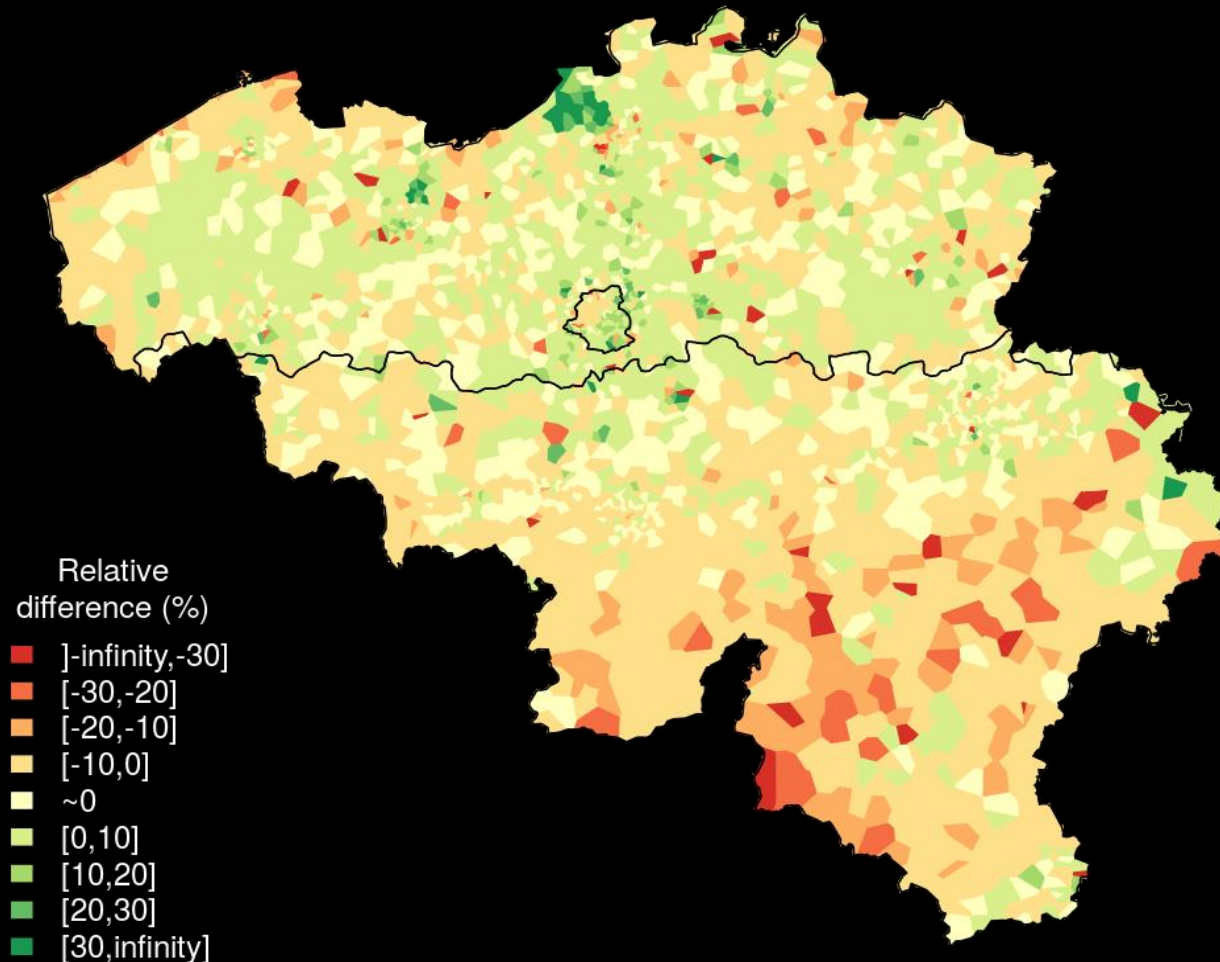 Relative
difference (%)
]-infinity,-30]
[-30,-20]
[-20,-10]
[-10,0]
~0
[0,10]
[10,20]
[20,30]
[30,infinity]